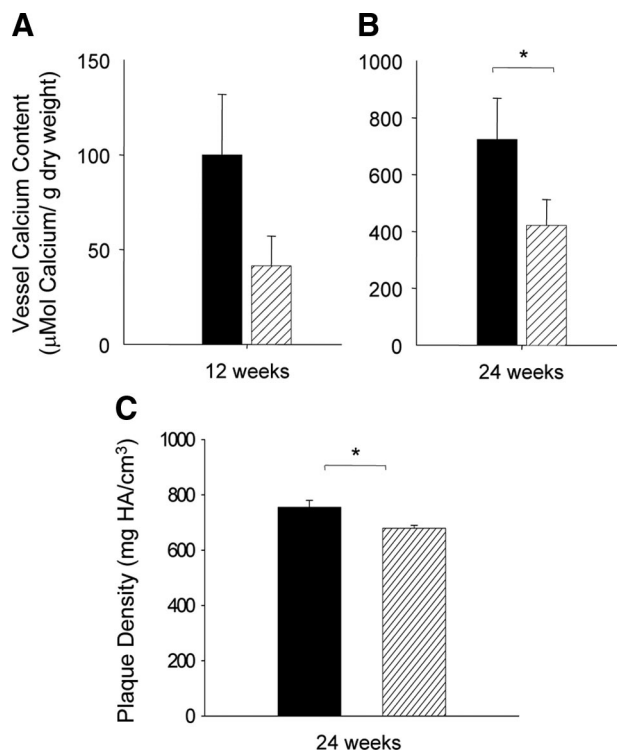 A
B
150
100
50
0
Vessel Calcium Content
(μMol Calcium/ g dry weight)
12 weeks
*
1000
800
600
400
200
0
24 weeks
C
*
1000
800
600
400
200
0
Plaque Density (mg HA/cm³)
24 weeks